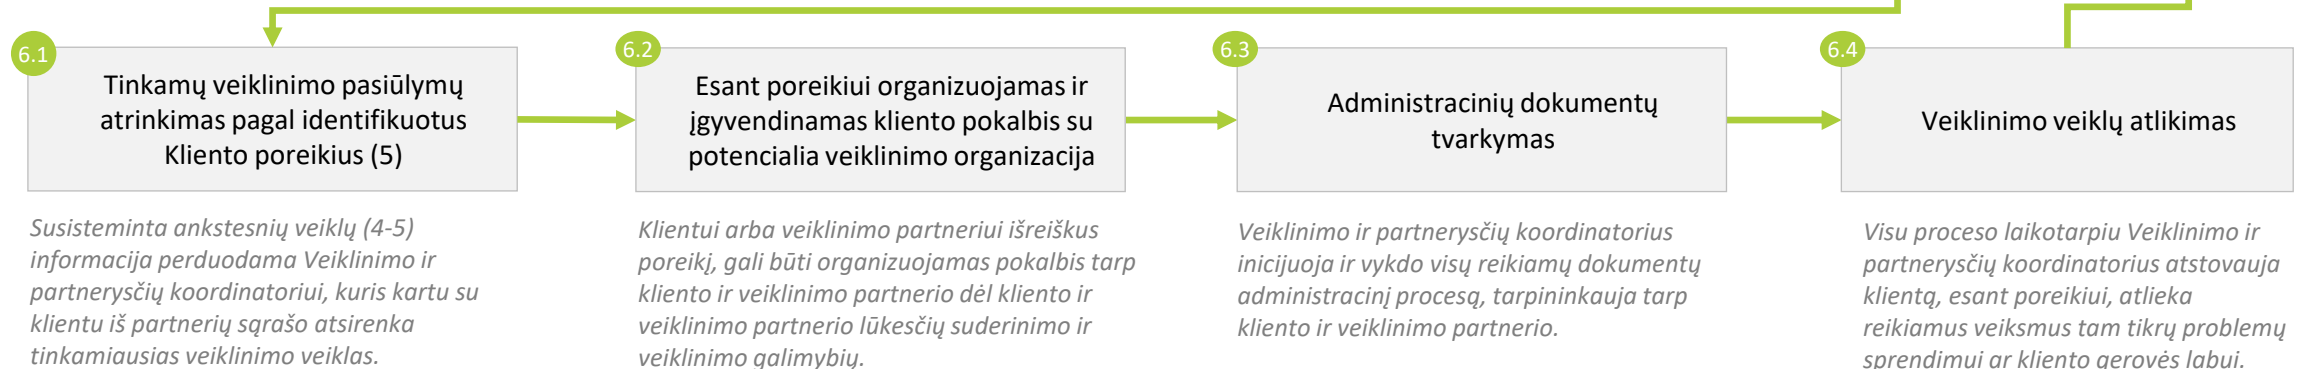 6.1
Tinkamų veiklinimo pasiūlymų
atrinkimas pagal identifikuotus
Kliento poreikius (5)
Susisteminta ankstesnių veiklų (4-5)
informacija perduodama Veiklinimo ir
partnerysčių koordinatoriui, kuris kartu su
klientu iš partnerių sąrašo atsirenka
tinkamiausias veiklinimo veiklas.
6.2
Esant poreikiui organizuojamas ir
įgyvendinamas kliento pokalbis su
potencialia veiklinimo organizacija
Klientui arba veiklinimo partneriui išreiškus
poreikį, gali būti organizuojamas pokalbis tarp
kliento ir veiklinimo partnerio dėl kliento ir
veiklinimo partnerio lūkesčių suderinimo ir
veiklinimo galimybių.
6.3
Administracinių dokumentų
tvarkymas
Veiklinimo ir partnerysčių koordinatorius
inicijuoja ir vykdo visų reikiamų dokumentų
administracinį procesą, tarpininkauja tarp
kliento ir veiklinimo partnerio.
6.4
Veiklinimo veiklų atlikimas
Visu proceso laikotarpiu Veiklinimo ir
partnerysčių koordinatorius atstovauja
klientą, esant poreikiui, atlieka
reikiamus veiksmus tam tikrų problemų
sprendimui ar kliento gerovės labui.